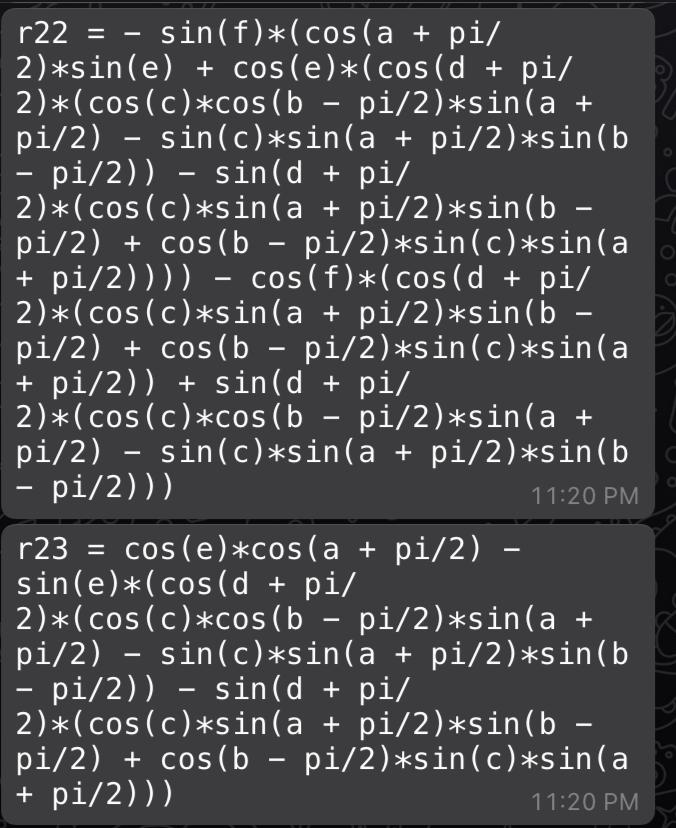 r22 = − sin(f)*(cos(a + pi/
2)*sin(e) + cos(e)*(cos(d + pi/
2)*(cos(c)*cos(b − pi/2)*sin(a +
pi/2) − sin(c)*sin(a + pi/2)*sin(b
− pi/2)) − sin(d + pi/
2)*(cos(c)*sin(a + pi/2)*sin(b −
pi/2) + cos(b − pi/2)*sin(c)*sin(a
+ pi/2)))) − cos(f)*(cos(d + pi/
2)*(cos(c)*sin(a + pi/2)*sin(b −
pi/2) + cos(b − pi/2)*sin(c)*sin(a
+ pi/2)) + sin(d + pi/
2)*(cos(c)*cos(b − pi/2)*sin(a +
pi/2) − sin(c)*sin(a + pi/2)*sin(b
− pi/2)))
11:20 PM
r23 = cos(e)*cos(a + pi/2) −
sin(e)*(cos(d + pi/
2)*(cos(c)*cos(b − pi/2)*sin(a +
pi/2) − sin(c)*sin(a + pi/2)*sin(b
− pi/2)) − sin(d + pi/
2)*(cos(c)*sin(a + pi/2)*sin(b −
pi/2) + cos(b − pi/2)*sin(c)*sin(a
+ pi/2)))
11:20 PM